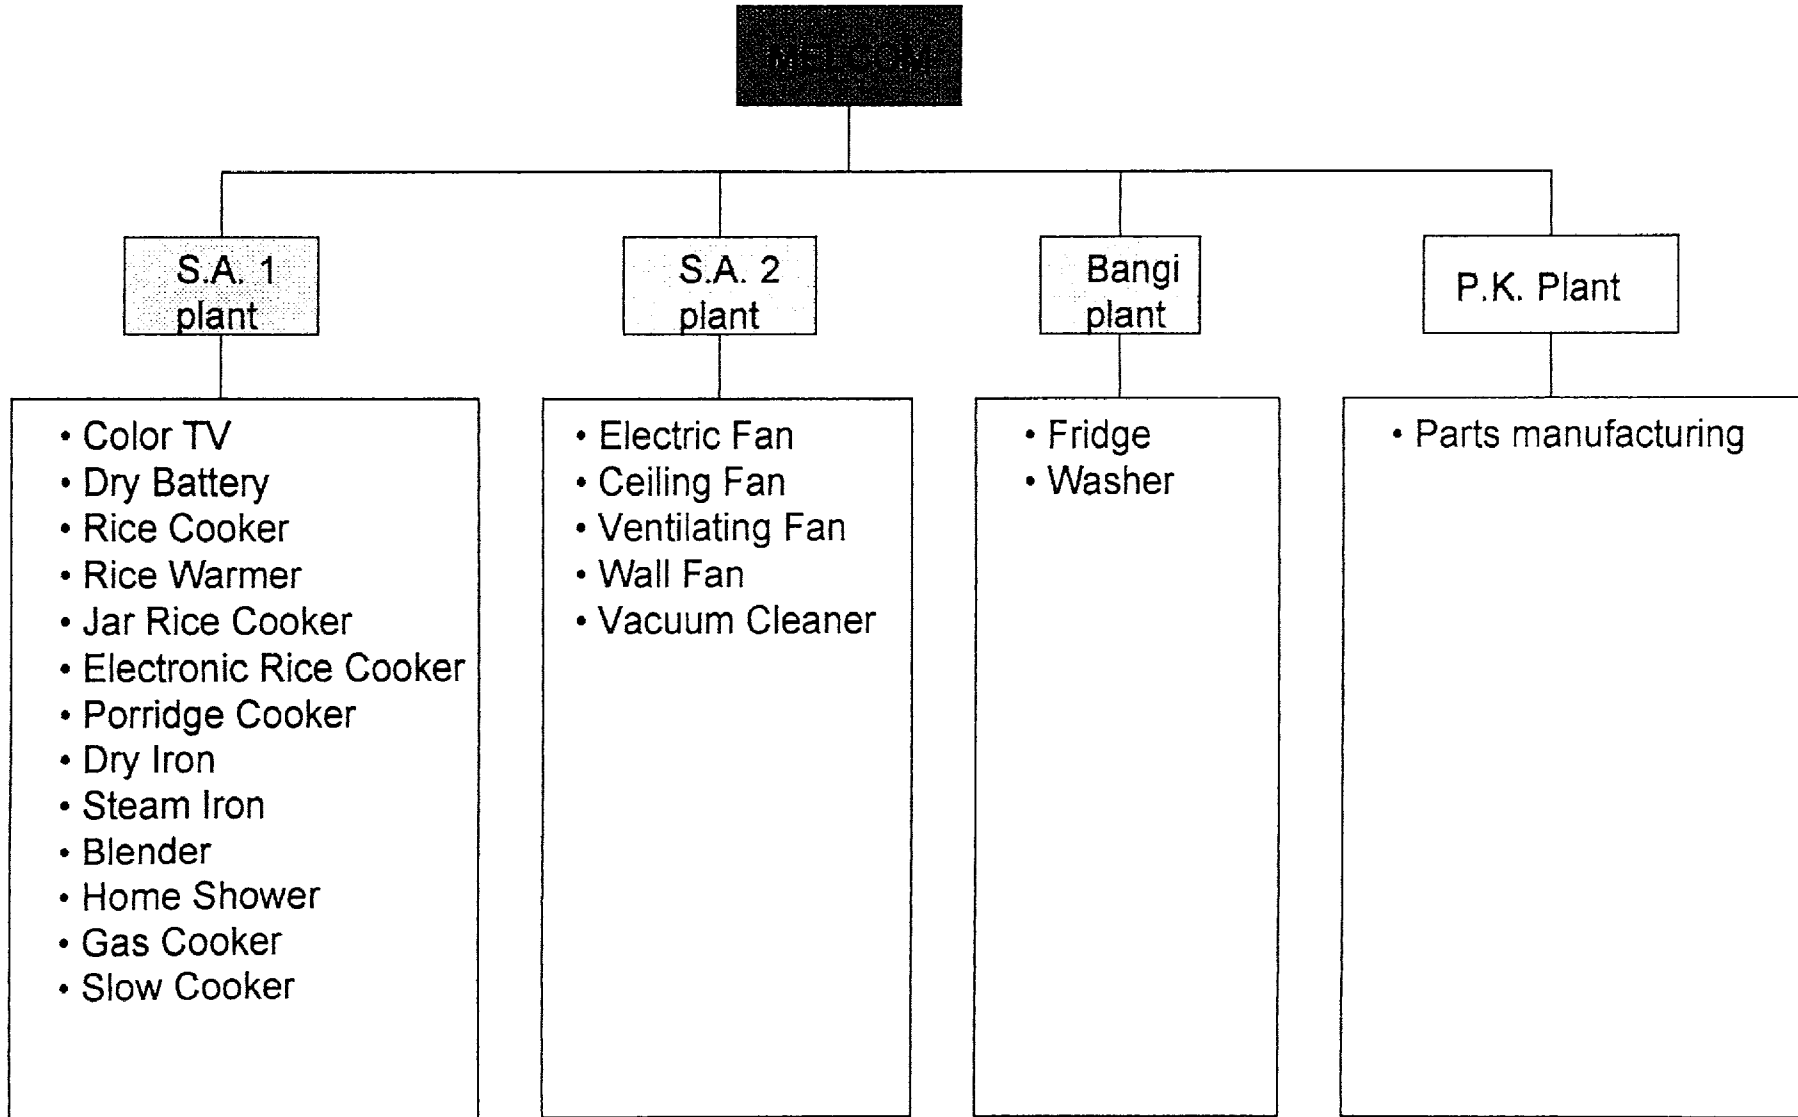 MELCOM
S.A. 1
plant
S.A. 2
plant
Bangi
plant
P.K. Plant
• Color TV
• Dry Battery
• Rice Cooker
• Rice Warmer
• Jar Rice Cooker
• Electronic Rice Cooker
• Porridge Cooker
• Dry Iron
• Steam Iron
• Blender
• Home Shower
• Gas Cooker
• Slow Cooker
• Electric Fan
• Ceiling Fan
• Ventilating Fan
• Wall Fan
• Vacuum Cleaner
• Fridge
• Washer
• Parts manufacturing